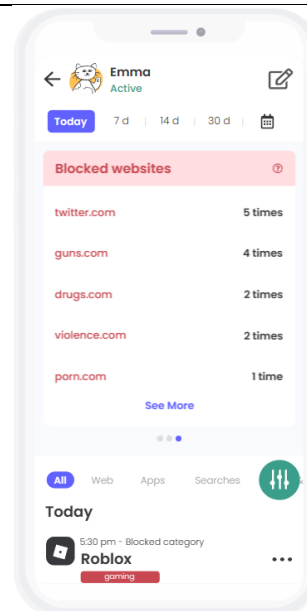 Emma
Active
Today 7 d 14 d 30 d
Blocked websites
twitter.com 5 times
guns.com 4 times
drugs.com 2 times
violence.com 2 times
porn.com 1 time
See More
All Web Apps Searches &
Today
5:30 pm - Blocked category
Roblox
gaming